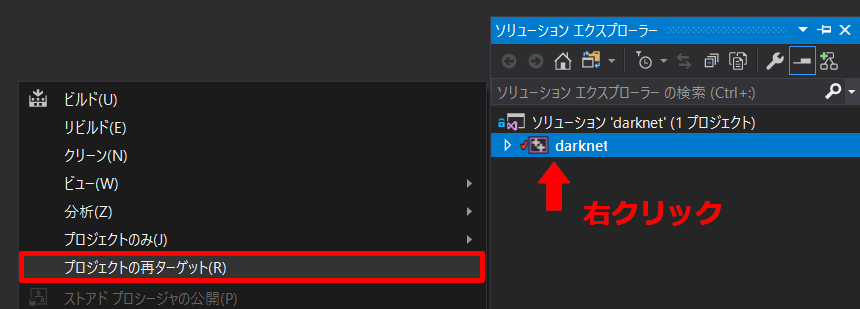 ビルド(U)
リビルド(E)
クリーン(N)
ビュー(W)
分析(Z)
プロジェクトのみ(J)
プロジェクトの再ターゲット(R)
ストアド プロシージャの公開(P)
ソリューション エクスプローラー
ソリューション エクスプローラー の検索 (Ctrl+:)
ソリューション 'darknet' (1 プロジェクト)
darknet
右クリック